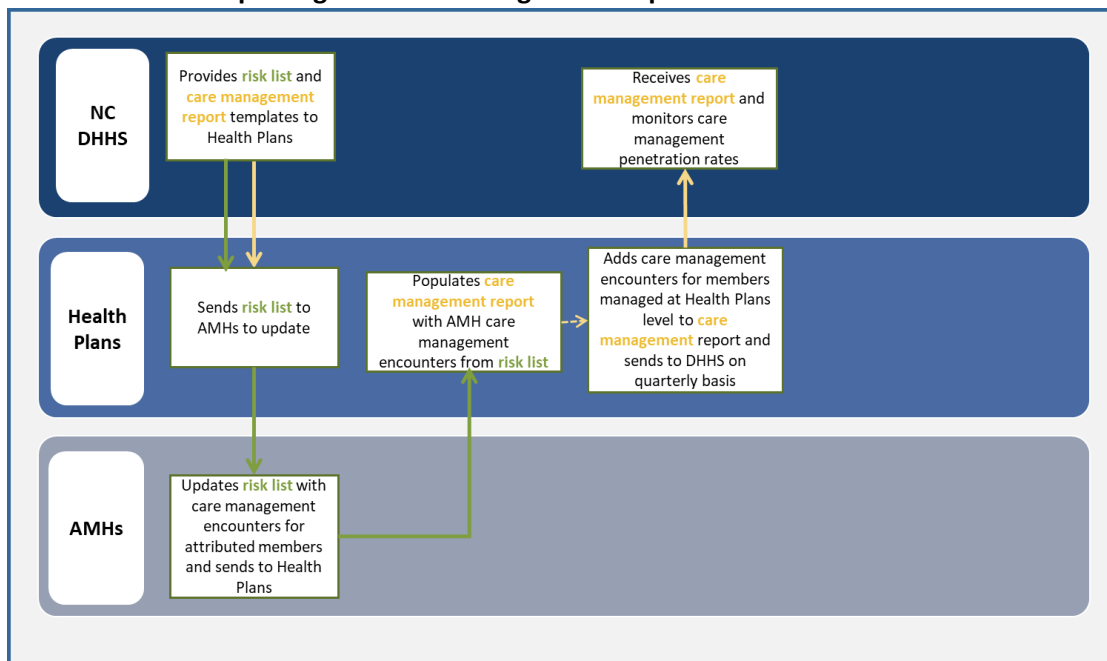 NC
DHHS
Provides risk list and
care management
report templates to
Health Plans
Receives care
management report and
monitors care
management
penetration rates
Health
Plans
Sends risk list to
AMHs to update
Populates care
management report
with AMH care
management
encounters from risk list
Adds care management
encounters for members
managed at Health Plans
level to care
management report and
sends to DHHS on
quarterly basis
AMHs
Updates risk list with
care management
encounters for
attributed members
and sends to Health
Plans